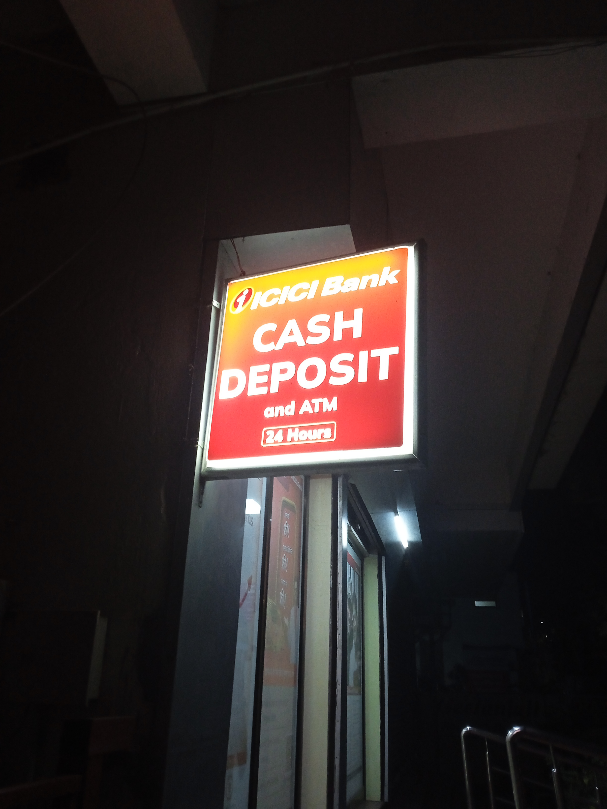 ICICI Bank
CASH
DEPOSIT
and ATM
24 Hours